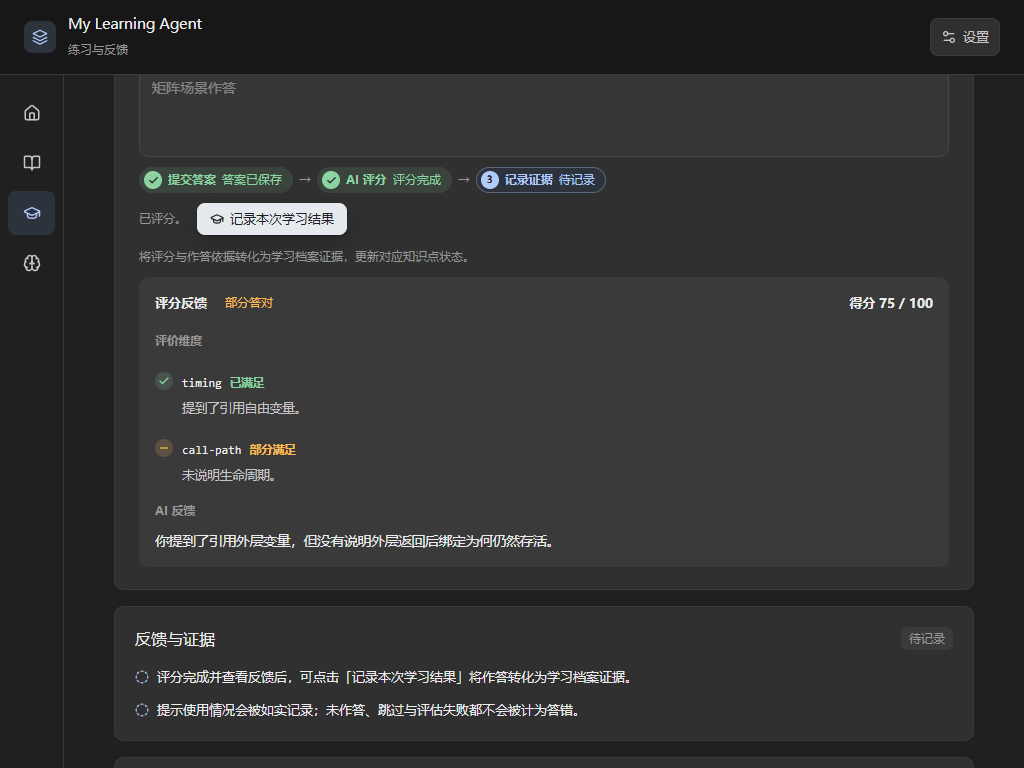 My Learning Agent
练习与反馈
设置
矩阵场景作答
提交答案 答案已保存 → AI 评分 评分完成 → 3 记录证据 待记录
已评分。 记录本次学习结果
将评分与作答依据转化为学习档案证据，更新对应知识点状态。
评分反馈 部分答对 得分 75 / 100
评价维度
timing 已满足
提到了引用自由变量。
call-path 部分满足
未说明生命周期。
AI 反馈
你提到了引用外层变量，但没有说明外层返回后绑定为何仍然存活。
反馈与证据 待记录
评分完成并查看反馈后，可点击「记录本次学习结果」将作答转化为学习档案证据。
提示使用情况会被如实记录；未作答、跳过与评估失败都不会被计为答错。